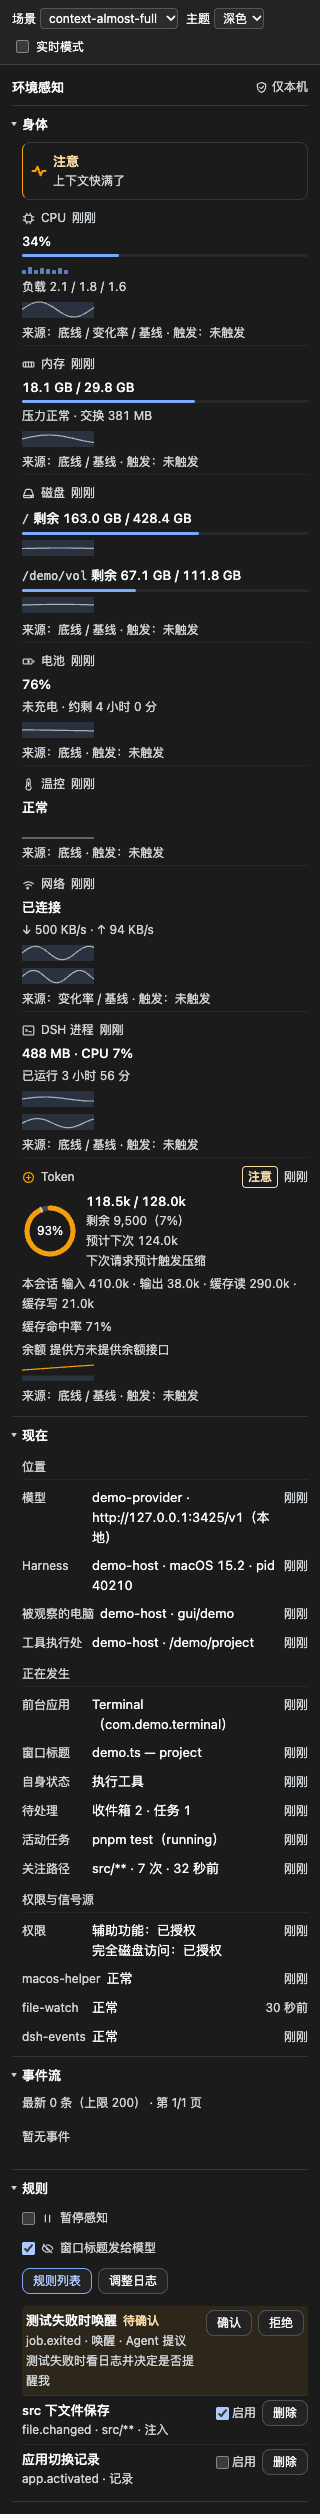 场景 context-almost-full 主题 深色
实时模式
环境感知 仅本机
身体
注意
上下文快满了
CPU 刚刚
34%
负载 2.1 / 1.8 / 1.6
来源：底线 / 变化率 / 基线 · 触发：未触发
内存 刚刚
18.1 GB / 29.8 GB
压力正常 · 交换 381 MB
来源：底线 / 基线 · 触发：未触发
磁盘 刚刚
/ 剩余 163.0 GB / 428.4 GB
/demo/vol 剩余 67.1 GB / 111.8 GB
来源：底线 / 基线 · 触发：未触发
电池 刚刚
76%
未充电 · 约剩 4 小时 0 分
来源：底线 · 触发：未触发
温控 刚刚
正常
来源：底线 · 触发：未触发
网络 刚刚
已连接
↓ 500 KB/s · ↑ 94 KB/s
来源：变化率 / 基线 · 触发：未触发
DSH 进程 刚刚
488 MB · CPU 7%
已运行 3 小时 56 分
来源：底线 / 基线 · 触发：未触发
Token 注意 刚刚
93%
118.5k / 128.0k
剩余 9,500（7%）
预计下次 124.0k
下次请求预计触发压缩
本会话 输入 410.0k · 输出 38.0k · 缓存读 290.0k ·
缓存写 21.0k
缓存命中率 71%
余额 提供方未提供余额接口
来源：底线 / 基线 · 触发：未触发
现在
位置
模型 demo-provider · 刚刚
http://127.0.0.1:3425/v1（本
地）
Harness demo-host · macOS 15.2 · pid 刚刚
40210
被观察的电脑 demo-host · gui/demo 刚刚
工具执行处 demo-host · /demo/project 刚刚
正在发生
前台应用 Terminal 刚刚
（com.demo.terminal）
窗口标题 demo.ts — project 刚刚
自身状态 执行工具 刚刚
待处理 收件箱 2 · 任务 1 刚刚
活动任务 pnpm test（running） 刚刚
关注路径 src/** · 7 次 · 32 秒前 刚刚
权限与信号源
权限 辅助功能：已授权 刚刚
完全磁盘访问：已授权
macos-helper 正常 刚刚
file-watch 正常 30 秒前
dsh-events 正常 刚刚
事件流
最新 0 条（上限 200） · 第 1/1 页
暂无事件
规则
暂停感知
窗口标题发给模型
规则列表 调整日志
测试失败时唤醒 待确认 确认 拒绝
job.exited · 唤醒 · Agent 提议
测试失败时看日志并决定是否提
醒我
src 下文件保存 启用 删除
file.changed · src/** · 注入
应用切换记录 启用 删除
app.activated · 记录